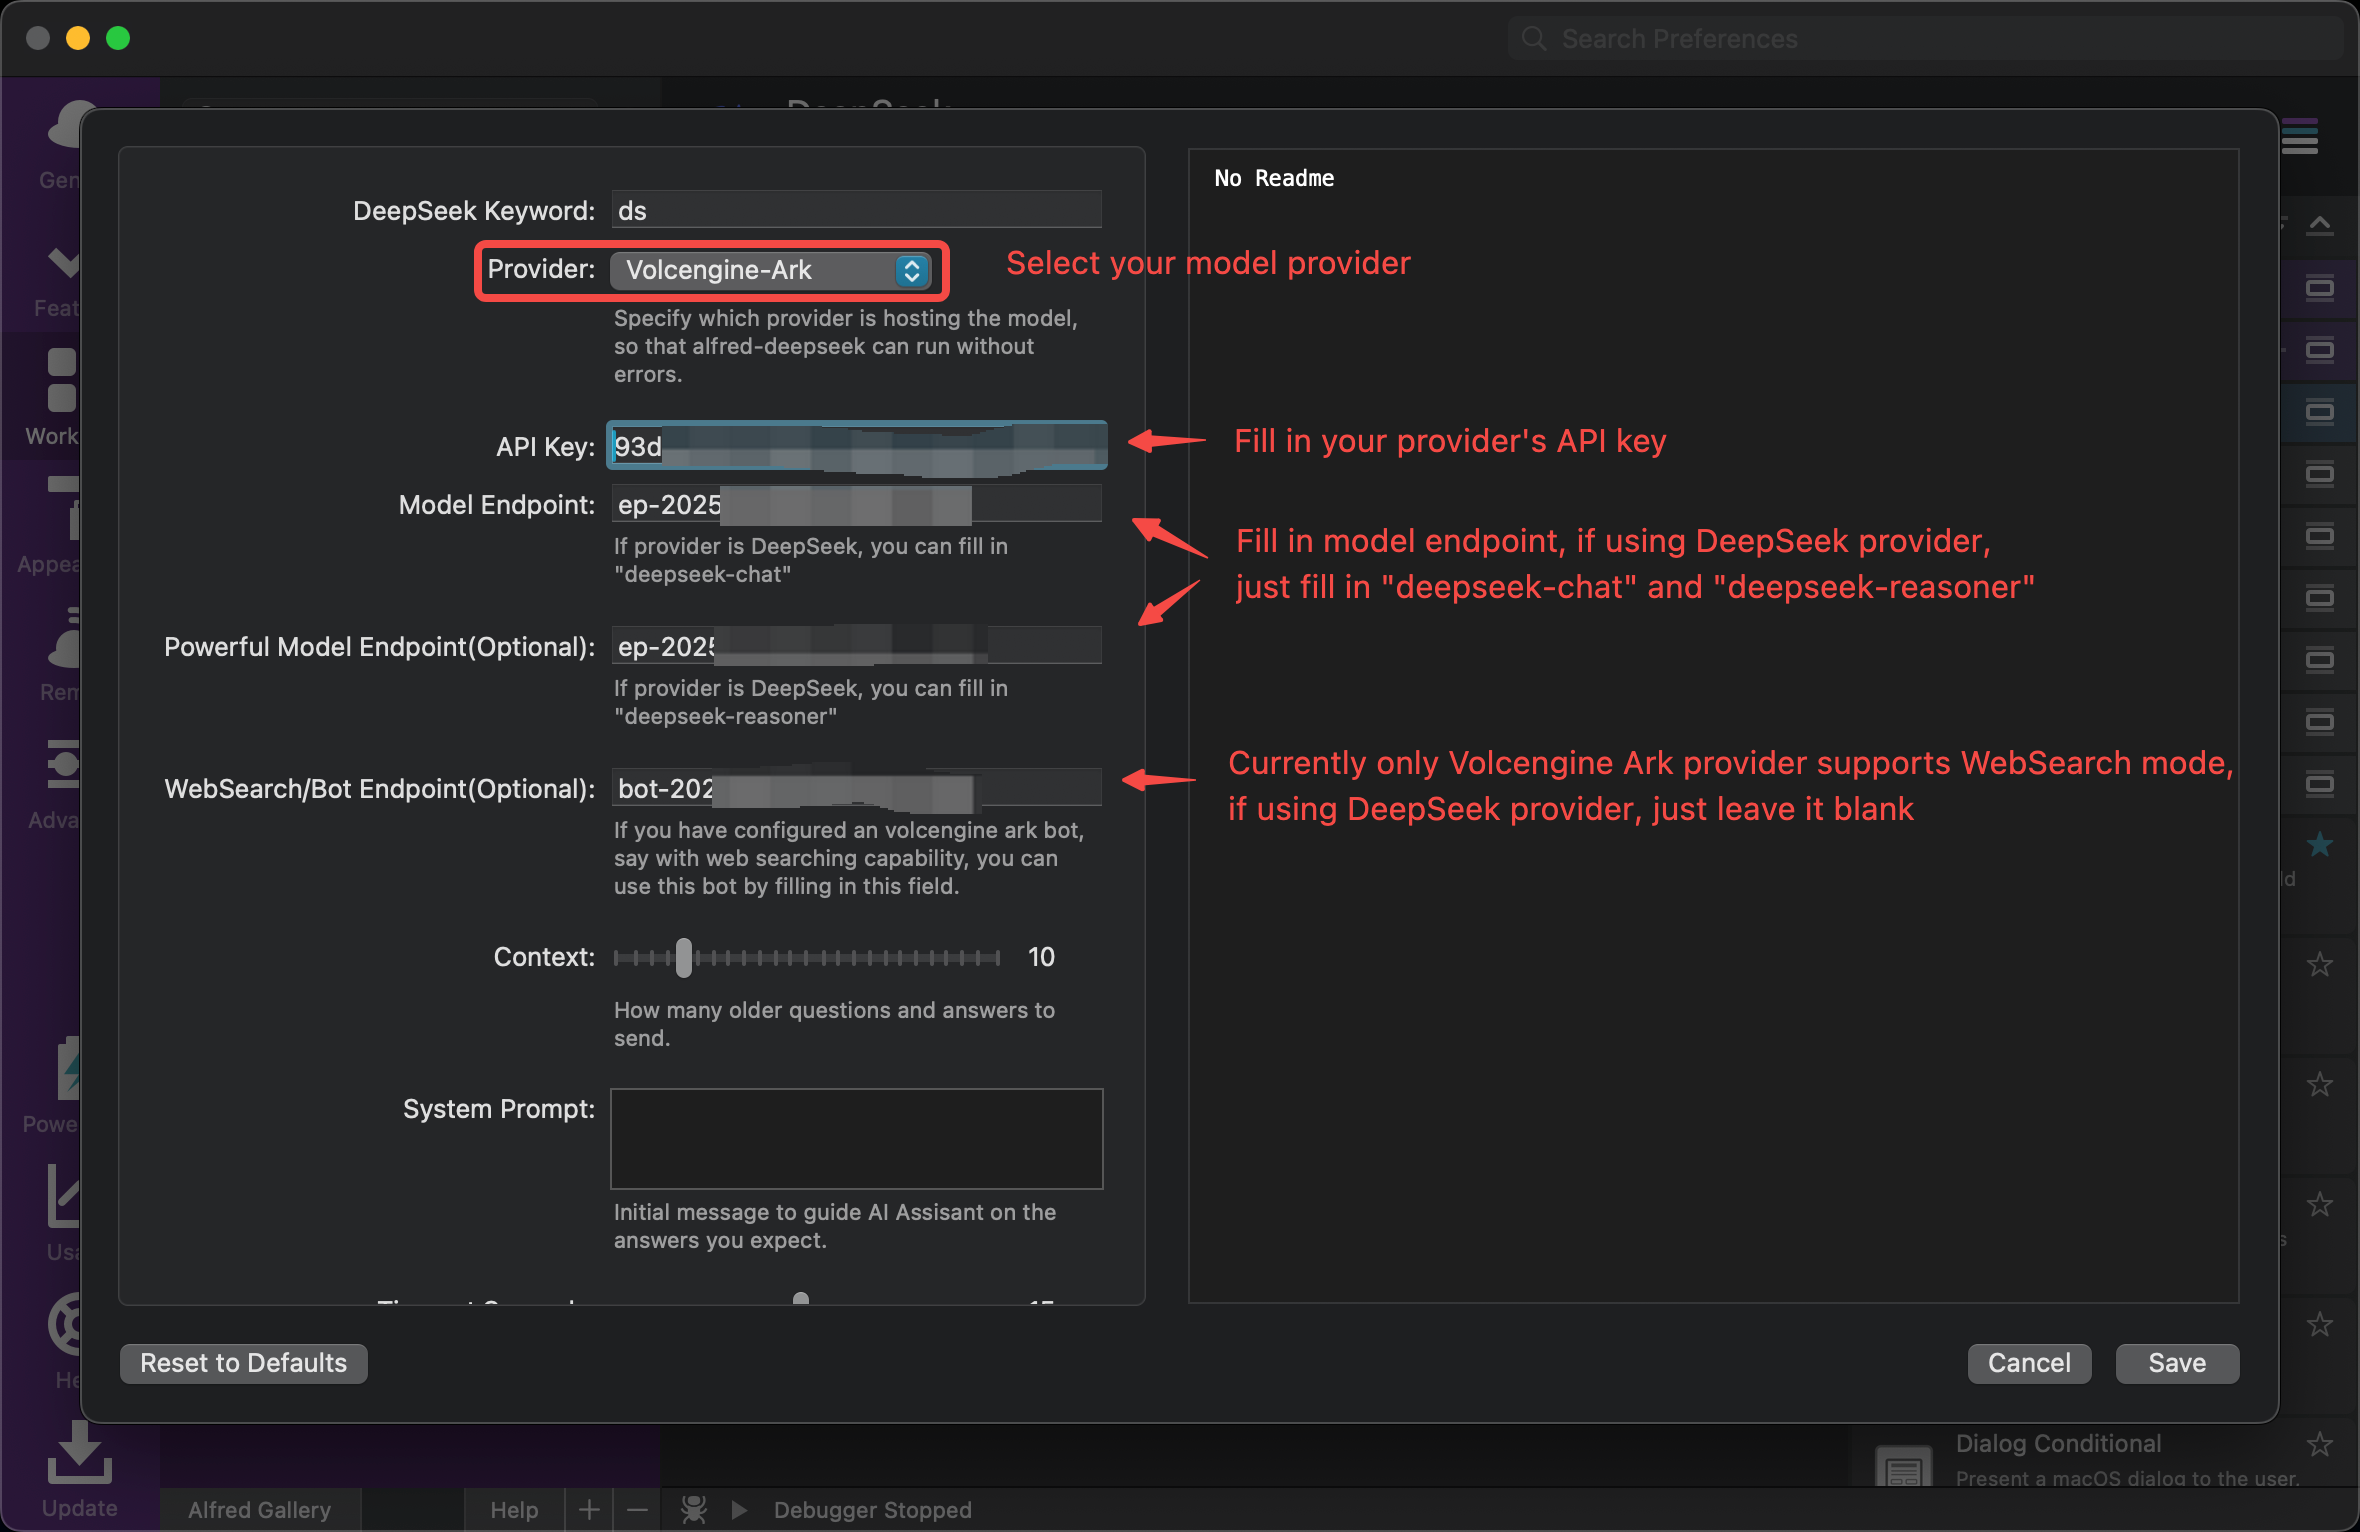 Search Preferences
DeepSeek
No Readme
DeepSeek Keyword: ds
Provider: Volcengine-Ark
Select your model provider
Specify which provider is hosting the model,
so that alfred-deepseek can run without
errors.
API Key: 93d
Fill in your provider's API key
Model Endpoint: ep-2025
If provider is DeepSeek, you can fill in
"deepseek-chat"
Fill in model endpoint, if using DeepSeek provider,
just fill in "deepseek-chat" and "deepseek-reasoner"
Powerful Model Endpoint(Optional): ep-2025
If provider is DeepSeek, you can fill in
"deepseek-reasoner"
WebSearch/Bot Endpoint(Optional): bot-202
Currently only Volcengine Ark provider supports WebSearch mode,
if using DeepSeek provider, just leave it blank
If you have configured an volcengine ark bot,
say with web searching capability, you can
use this bot by filling in this field.
Context: 10
How many older questions and answers to
send.
System Prompt:
Initial message to guide AI Assisant on the
answers you expect.
Reset to Defaults
Cancel
Save
Gen
Feat
Work
Appea
Rem
Adva
Powe
Usa
He
Update
Alfred Gallery
Help
Debugger Stopped
Dialog Conditional
Present a macOS dialog to the user.